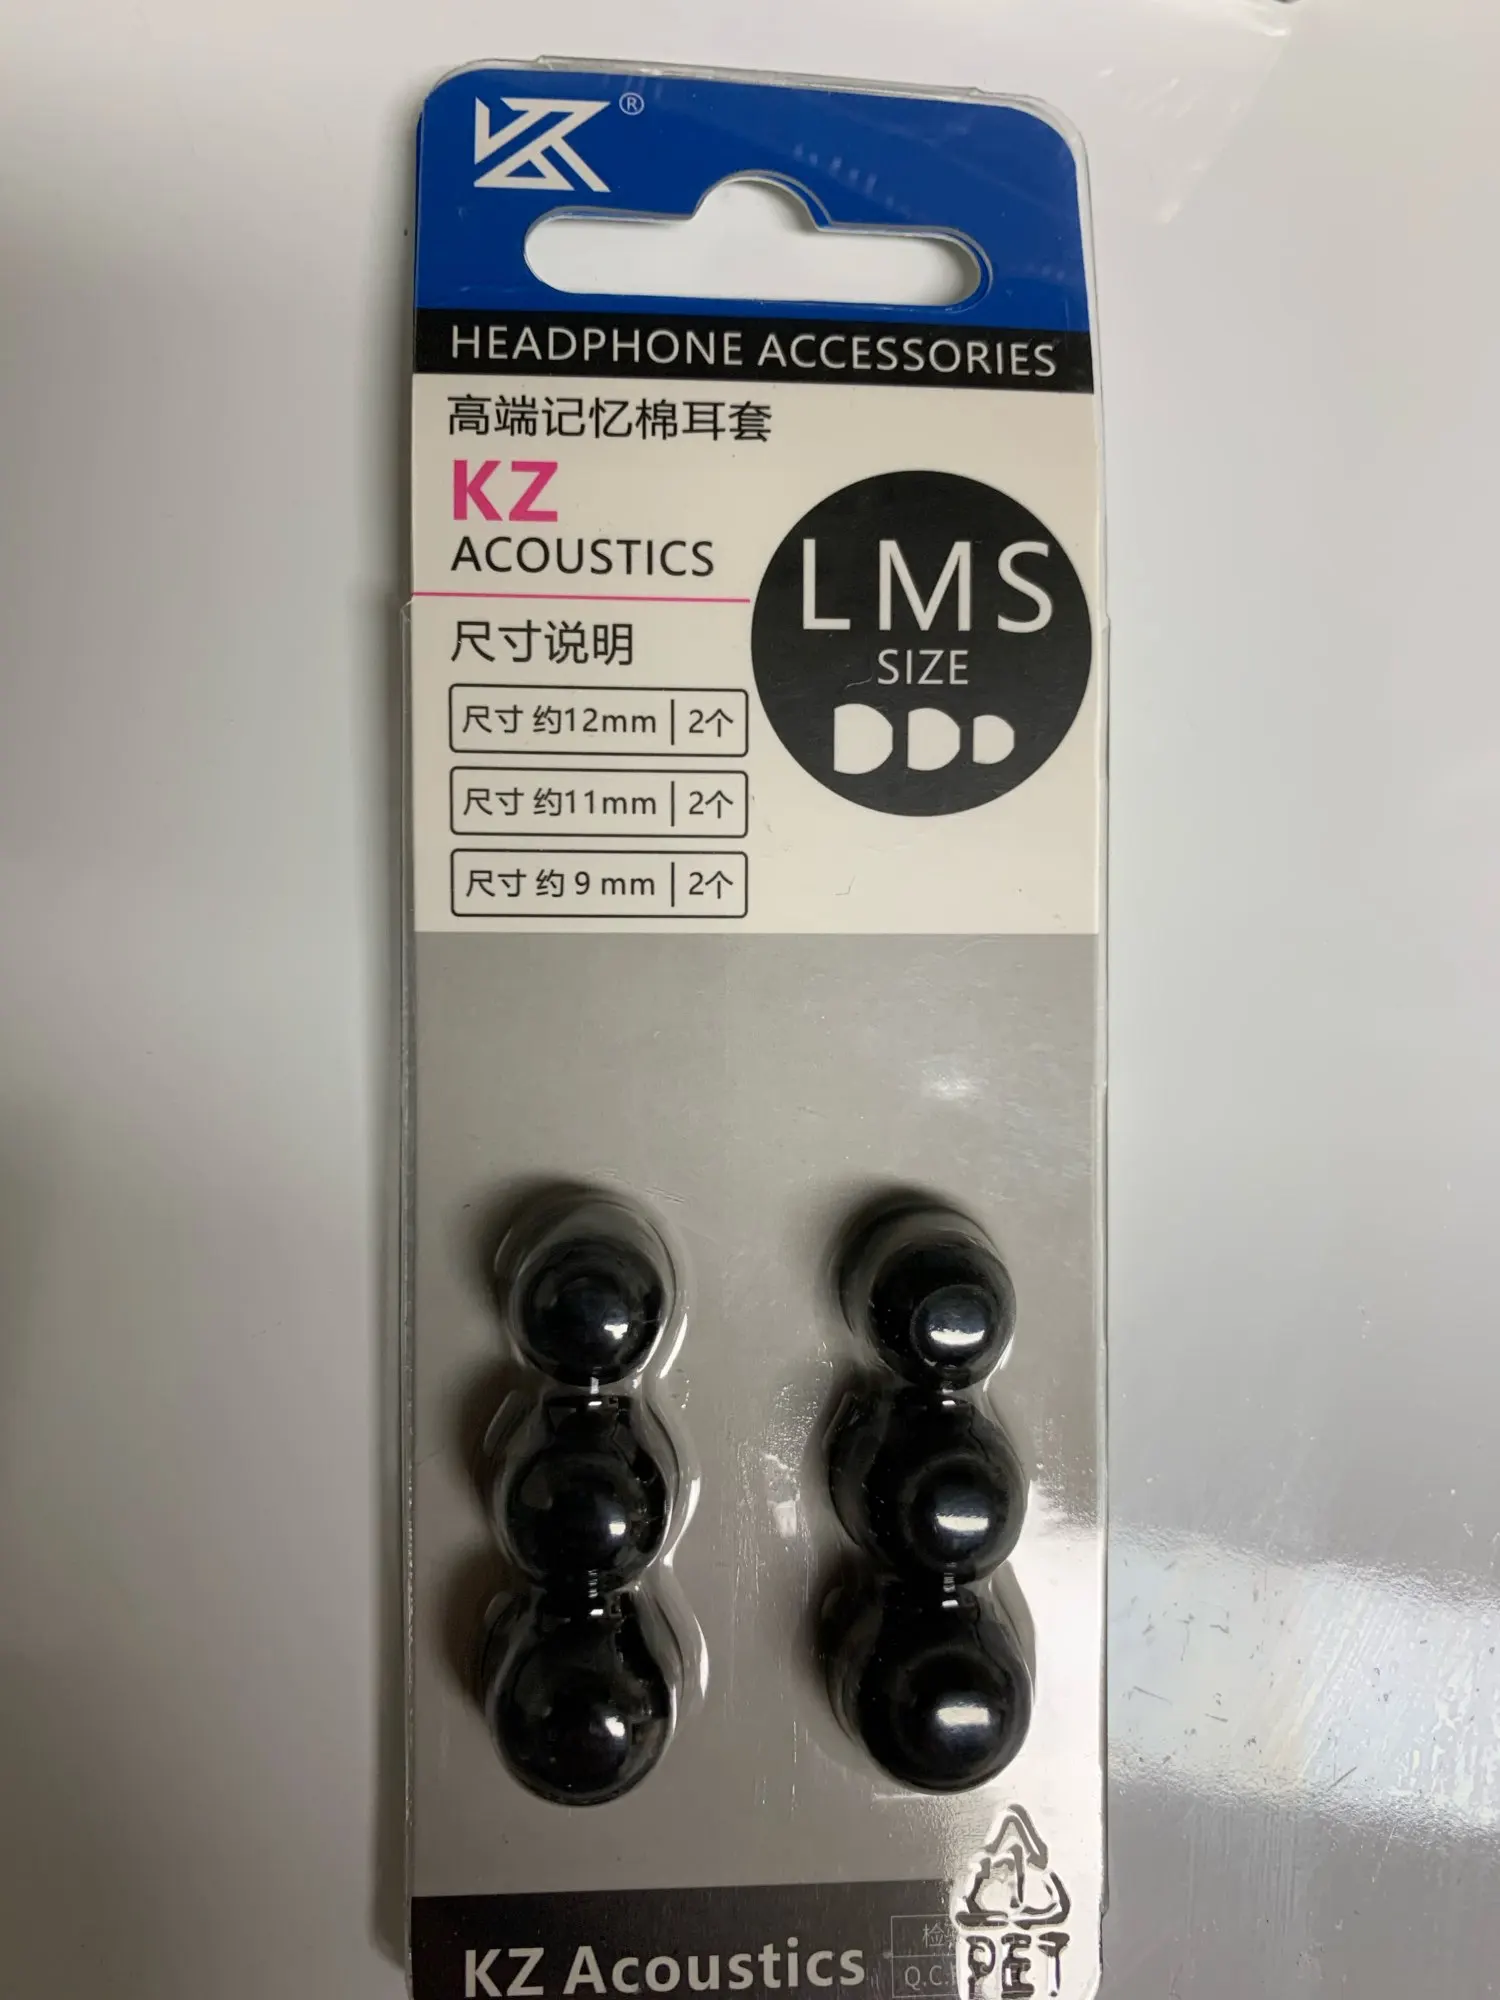 ®
HEADPHONE ACCESSORIES
高端记忆棉耳套
KZ
ACOUSTICS
LMS
SIZE
尺寸说明
尺寸 约12mm | 2个
尺寸 约11mm | 2个
尺寸 约 9 mm | 2个
PET
KZ Acoustics